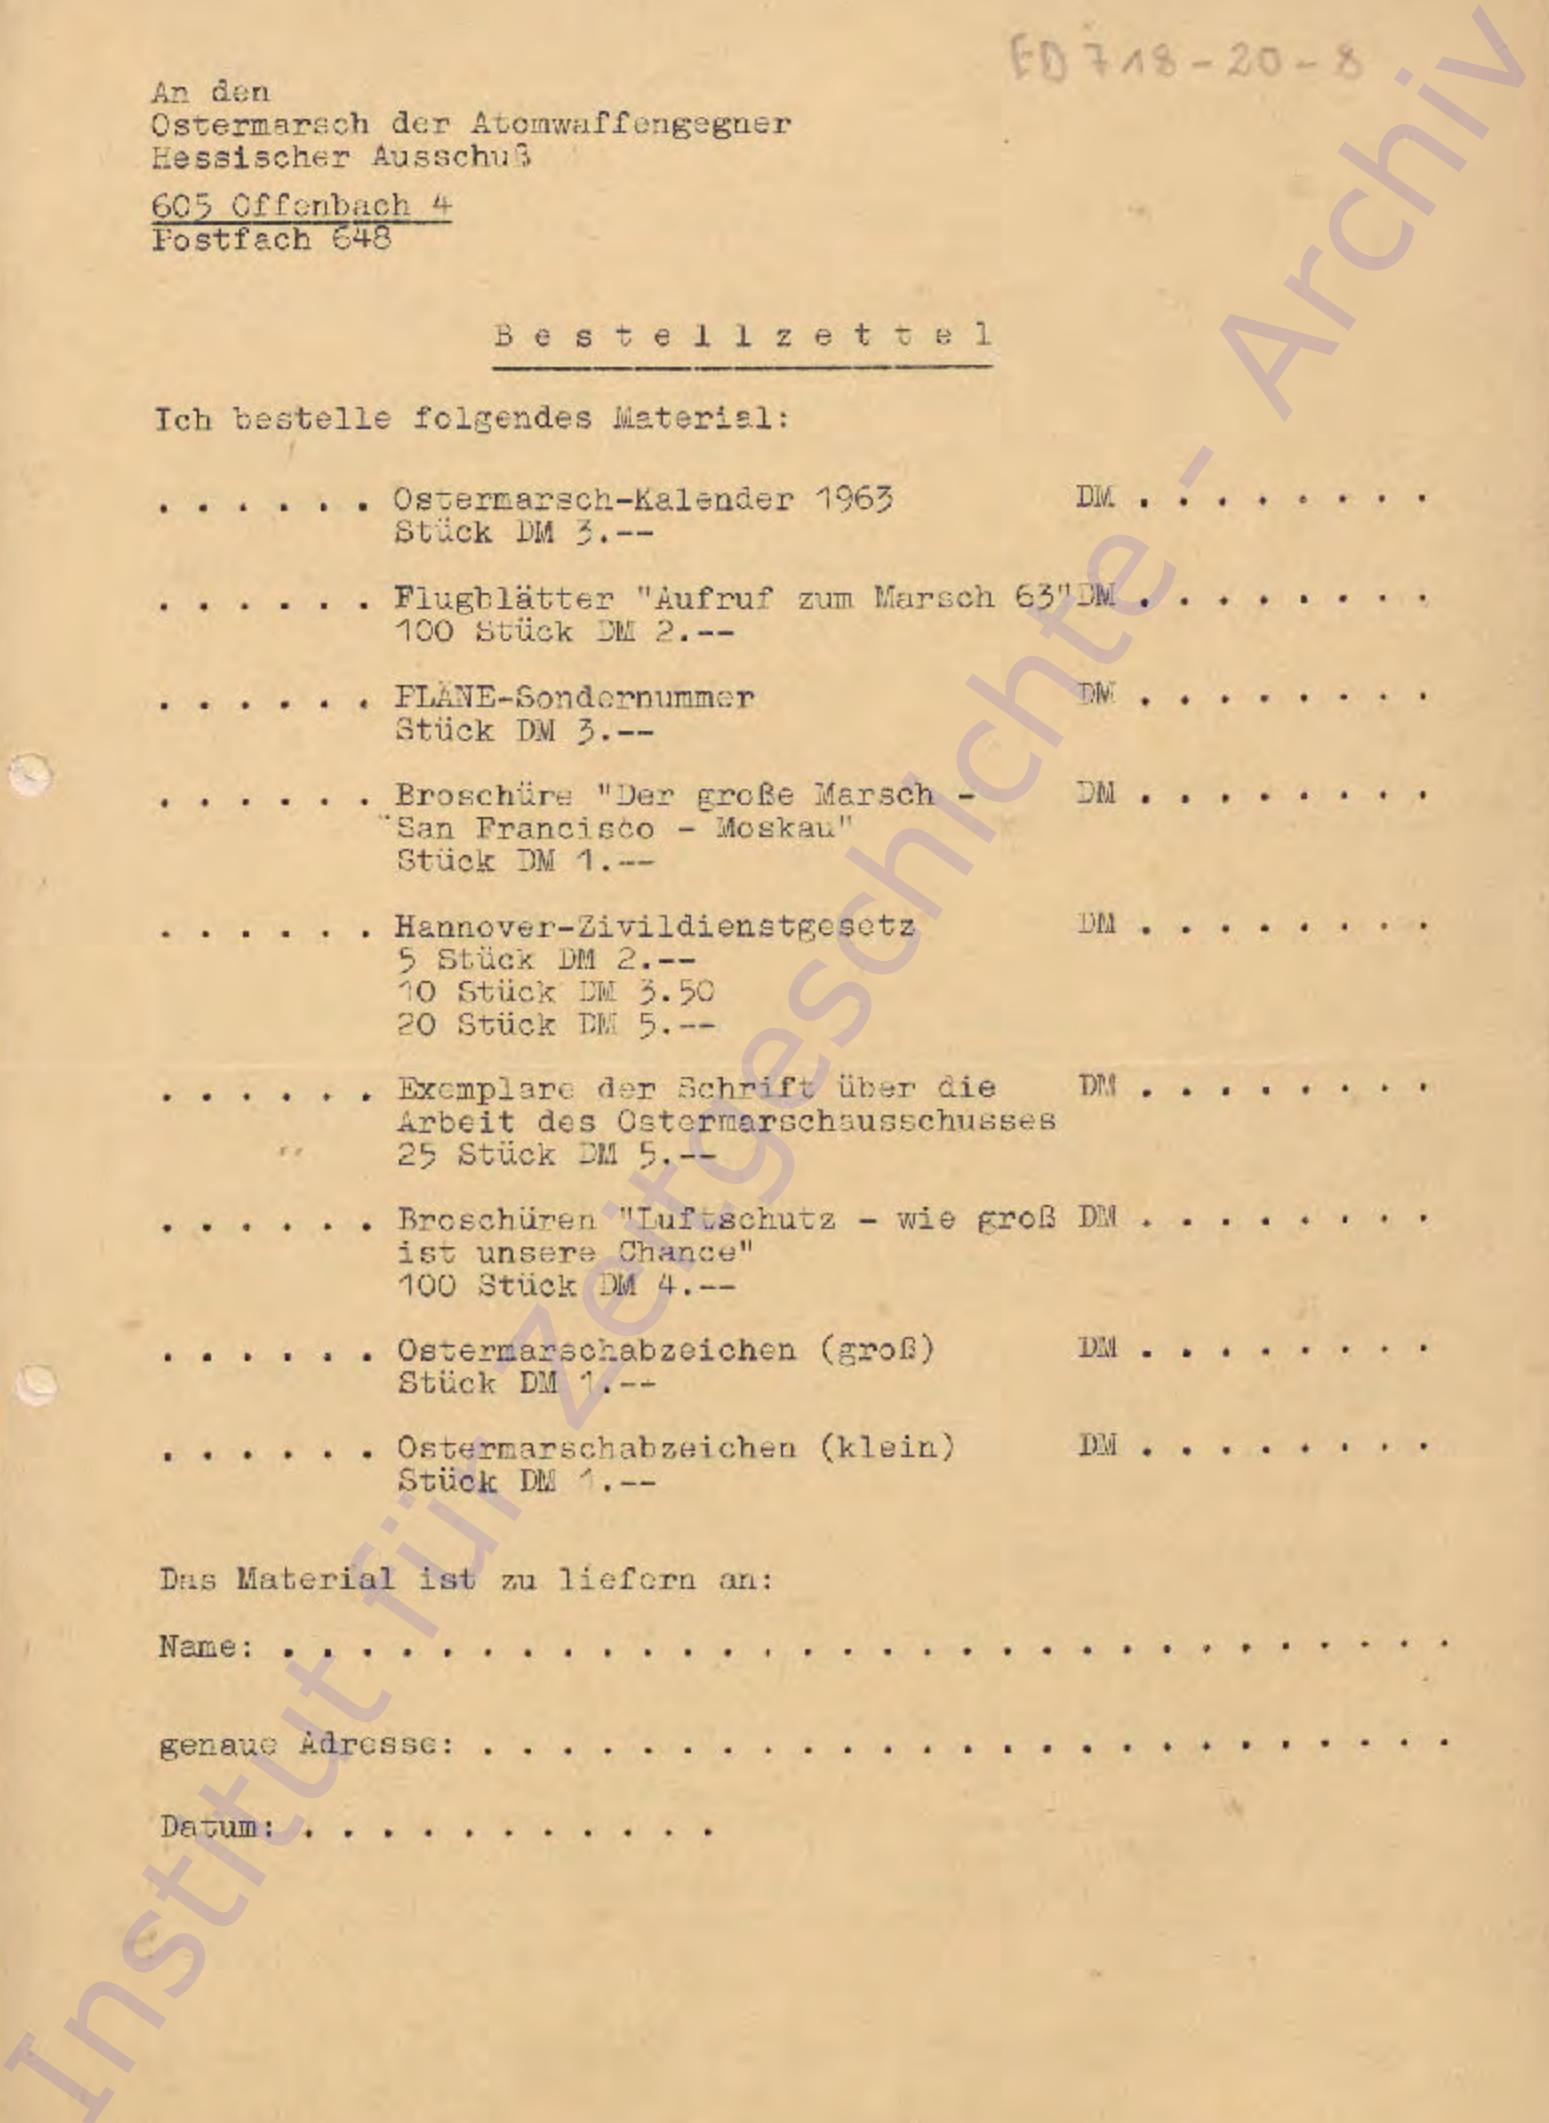 ED 718-20-8
An den
Ostermarsch der Atomwaffengegner
Hessischer Ausschuß
605 Offenbach 4
Postfach 648
B e s t e l l z e t t e l
Ich bestelle folgendes Material:
. . . . . . Ostermarsch-Kalender 1963 DM . . . . . . . .
Stück DM 3.--
. . . . . . Flugblätter "Aufruf zum Marsch 63" DM . . . . . . . .
100 Stück DM 2.--
. . . . . . PLÄNE-Sondernummer DM . . . . . . . .
Stück DM 3.--
. . . . . . Broschüre "Der große Marsch - DM . . . . . . . .
San Francisco - Moskau"
Stück DM 1.--
. . . . . . Hannover-Zivildienstgesetz DM . . . . . . . .
5 Stück DM 2.--
10 Stück DM 3.50
20 Stück DM 5.--
. . . . . . Exemplare der Schrift über die DM . . . . . . . .
Arbeit des Ostermarschausschusses
25 Stück DM 5.--
. . . . . . Broschüren "Luftschutz - wie groß DM . . . . . . . .
ist unsere Chance"
100 Stück DM 4.--
. . . . . . Ostermarschabzeichen (groß) DM . . . . . . . .
Stück DM 1.--
. . . . . . Ostermarschabzeichen (klein) DM . . . . . . . .
Stück DM 1.--
Das Material ist zu liefern an:
Name: . . . . . . . . . . . . . . . . . . . . . . . . . . . . . .
genaue Adresse: . . . . . . . . . . . . . . . . . . . . . . . . .
Datum: . . . . . . . . . . .
Institut für Zeitgeschichte - Archiv